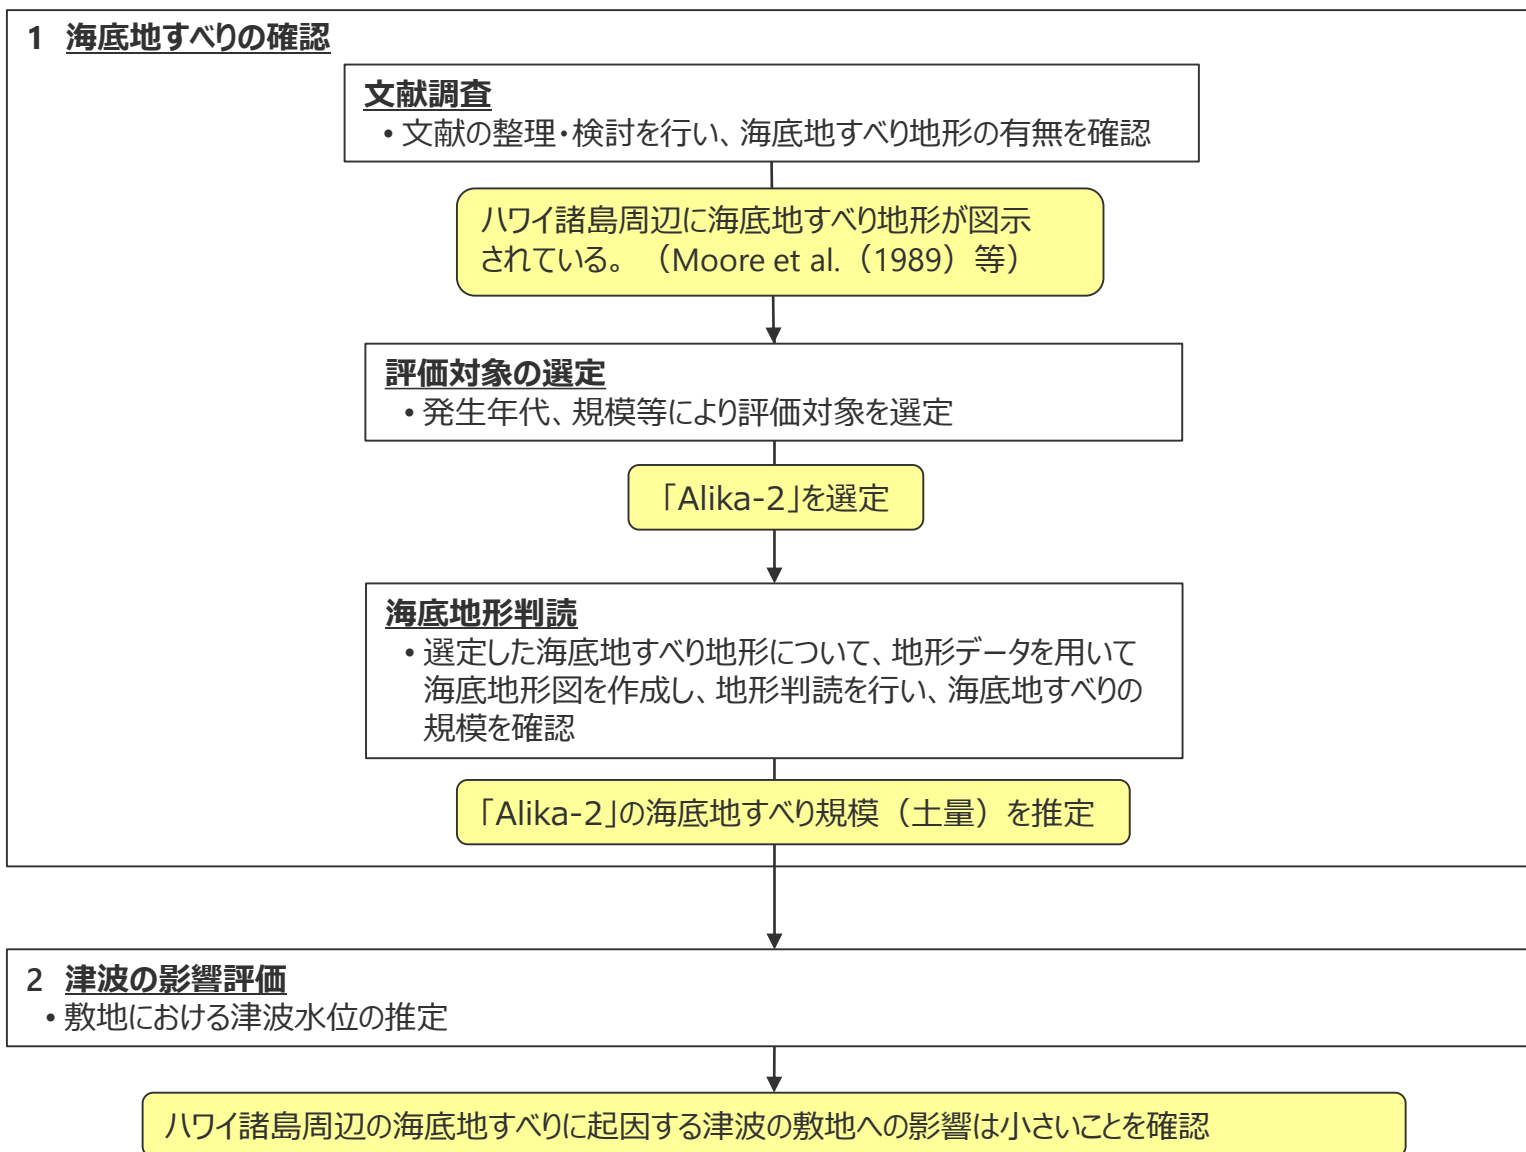 1 海底地すべりの確認
文献調査
• 文献の整理・検討を行い、海底地すべり地形の有無を確認
ハワイ諸島周辺に海底地すべり地形が図示
されている。（Moore et al.（1989）等）
評価対象の選定
• 発生年代、規模等により評価対象を選定
「Alika-2」を選定
海底地形判読
• 選定した海底地すべり地形について、地形データを用いて
海底地形図を作成し、地形判読を行い、海底地すべりの
規模を確認
「Alika-2」の海底地すべり規模（土量）を推定
2 津波の影響評価
• 敷地における津波水位の推定
ハワイ諸島周辺の海底地すべりに起因する津波の敷地への影響は小さいことを確認